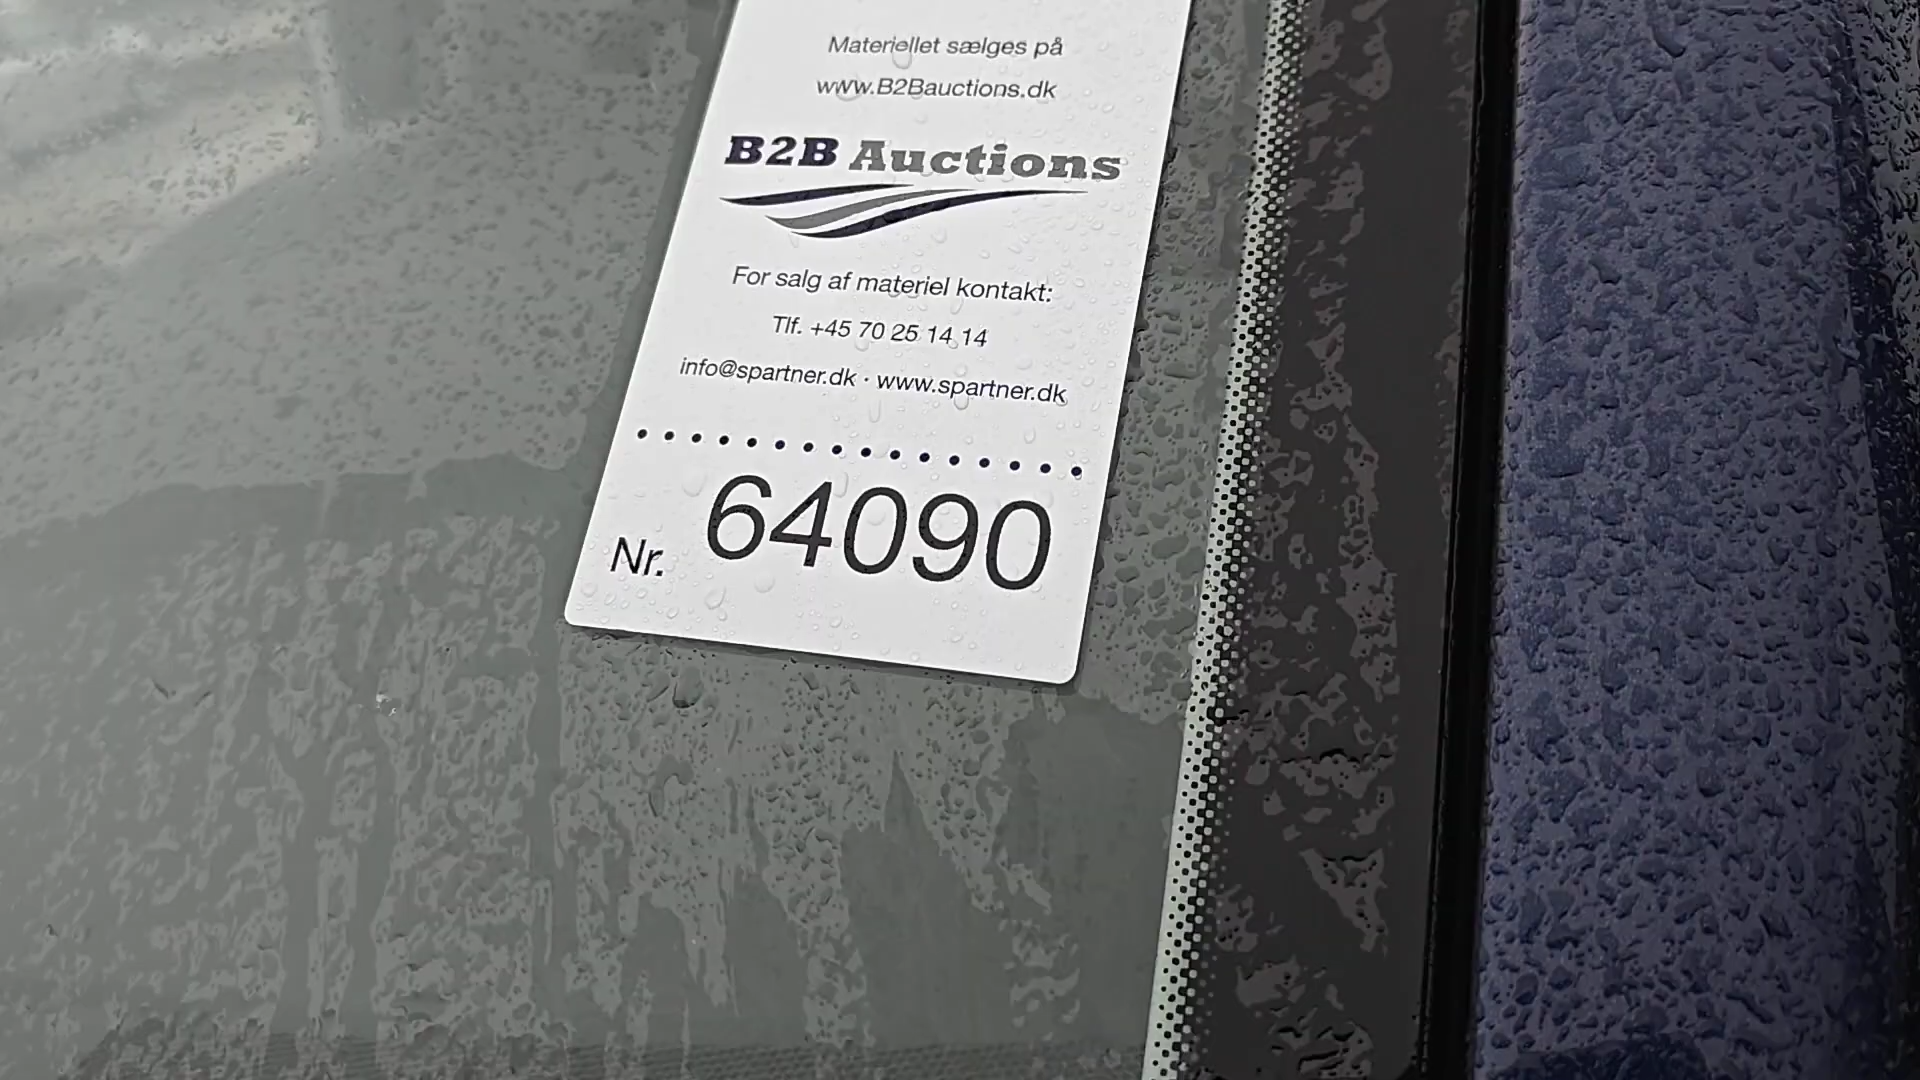 Materiellet sælges på
www.B2Bauctions.dk
B2B Auctions
For salg af materiel kontakt:
Tlf. +45 70 25 14 14
info@spartner.dk · www.spartner.dk
Nr. 64090